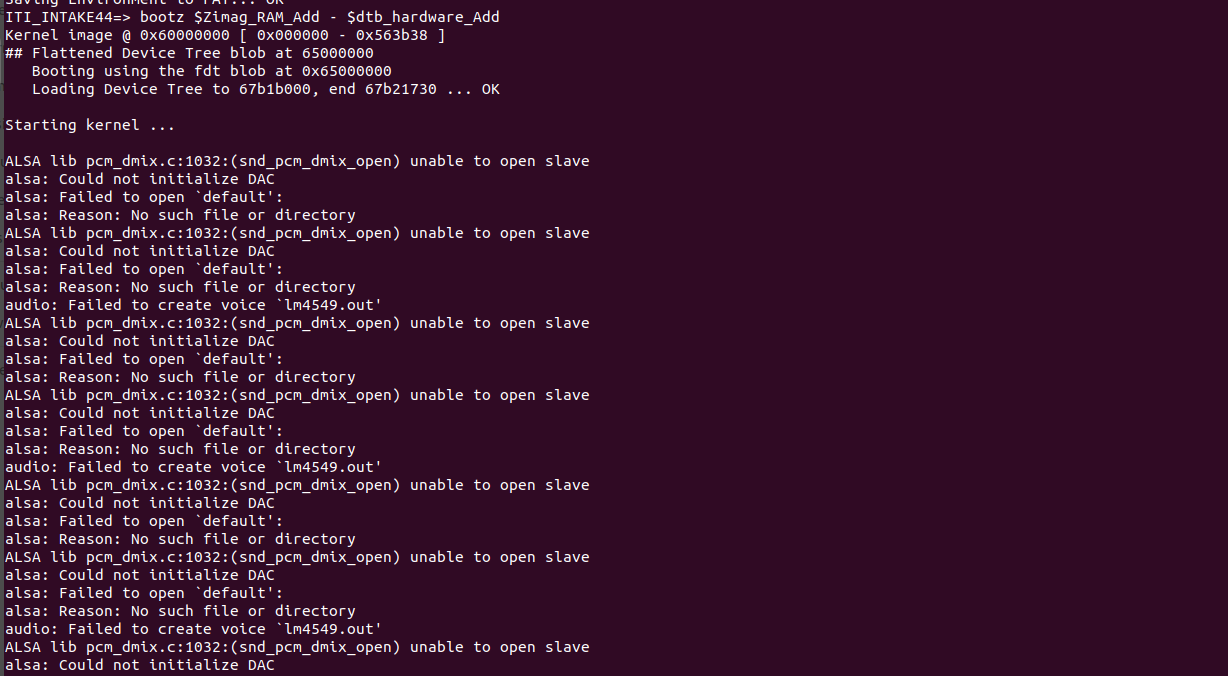 Saving Environment to FAT... OK
ITI_INTAKE44=> bootz $Zimag_RAM_Add - $dtb_hardware_Add
Kernel image @ 0x60000000 [ 0x000000 - 0x563b38 ]
## Flattened Device Tree blob at 65000000
   Booting using the fdt blob at 0x65000000
   Loading Device Tree to 67b1b000, end 67b21730 ... OK
Starting kernel ...
ALSA lib pcm_dmix.c:1032:(snd_pcm_dmix_open) unable to open slave
alsa: Could not initialize DAC
alsa: Failed to open `default':
alsa: Reason: No such file or directory
ALSA lib pcm_dmix.c:1032:(snd_pcm_dmix_open) unable to open slave
alsa: Could not initialize DAC
alsa: Failed to open `default':
alsa: Reason: No such file or directory
audio: Failed to create voice `lm4549.out'
ALSA lib pcm_dmix.c:1032:(snd_pcm_dmix_open) unable to open slave
alsa: Could not initialize DAC
alsa: Failed to open `default':
alsa: Reason: No such file or directory
ALSA lib pcm_dmix.c:1032:(snd_pcm_dmix_open) unable to open slave
alsa: Could not initialize DAC
alsa: Failed to open `default':
alsa: Reason: No such file or directory
audio: Failed to create voice `lm4549.out'
ALSA lib pcm_dmix.c:1032:(snd_pcm_dmix_open) unable to open slave
alsa: Could not initialize DAC
alsa: Failed to open `default':
alsa: Reason: No such file or directory
ALSA lib pcm_dmix.c:1032:(snd_pcm_dmix_open) unable to open slave
alsa: Could not initialize DAC
alsa: Failed to open `default':
alsa: Reason: No such file or directory
audio: Failed to create voice `lm4549.out'
ALSA lib pcm_dmix.c:1032:(snd_pcm_dmix_open) unable to open slave
alsa: Could not initialize DAC